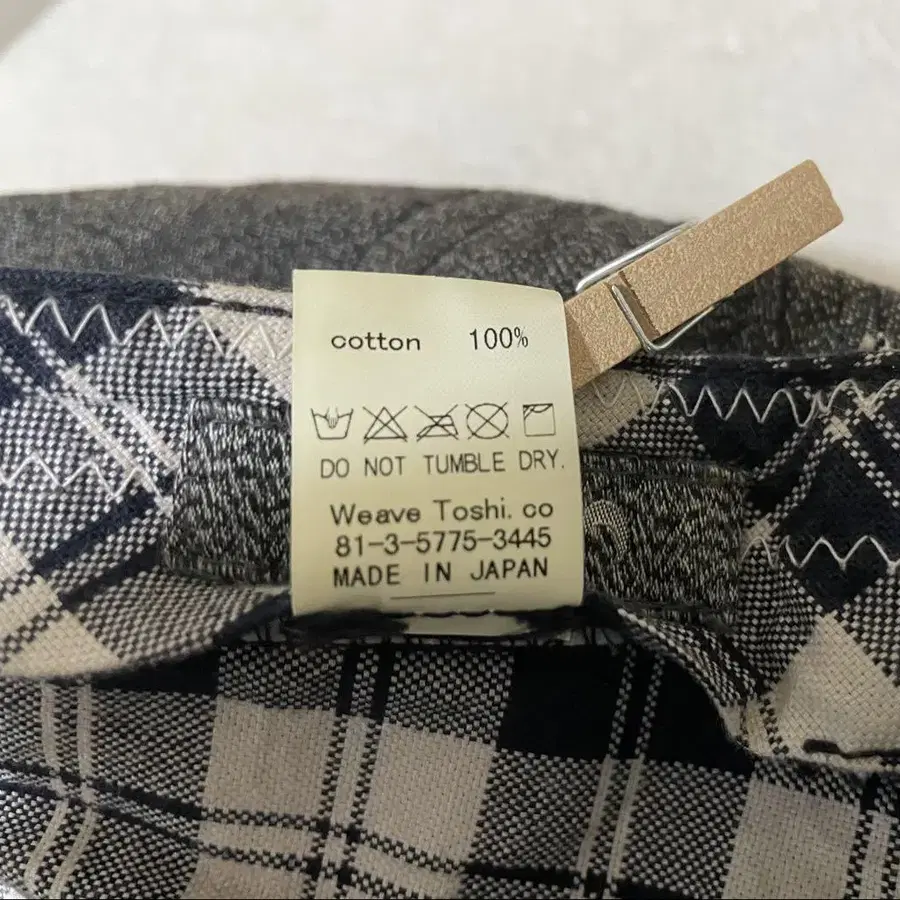 cotton 100%
DO NOT TUMBLE DRY.
Weave Toshi. co
81-3-5775-3445
MADE IN JAPAN